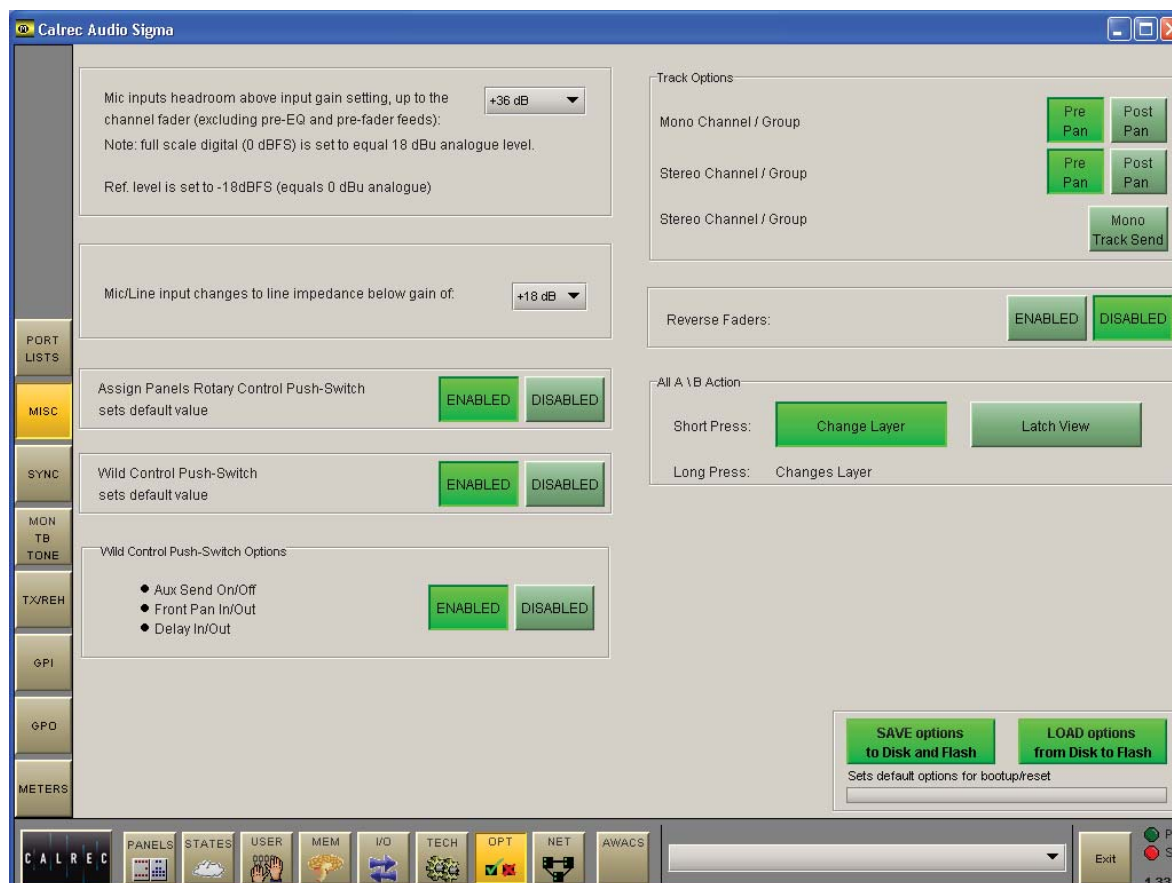 Calrec Audio Sigma
Mic inputs headroom above input gain setting, up to the
channel fader (excluding pre-EQ and pre-fader feeds):
+36 dB
Note: full scale digital (0 dBFS) is set to equal 18 dBu analogue level.
Ref. level is set to -18dBFS (equals 0 dBu analogue)
Mic/Line input changes to line impedance below gain of:
+18 dB
Assign Panels Rotary Control Push-Switch
sets default value
ENABLED
DISABLED
Wild Control Push-Switch
sets default value
ENABLED
DISABLED
Wild Control Push-Switch Options
● Aux Send On/Off
● Front Pan In/Out
● Delay In/Out
ENABLED
DISABLED
Track Options
Mono Channel / Group
Pre
Pan
Post
Pan
Stereo Channel / Group
Pre
Pan
Post
Pan
Stereo Channel / Group
Mono
Track Send
Reverse Faders:
ENABLED
DISABLED
All A \ B Action
Short Press:
Change Layer
Latch View
Long Press:
Changes Layer
SAVE options
to Disk and Flash
LOAD options
from Disk to Flash
Sets default options for bootup/reset
PORT
LISTS
MISC
SYNC
MON
TB
TONE
TX/REH
GPI
GPO
METERS
CALREC
PANELS
STATES
USER
MEM
I/O
TECH
OPT
NET
AWACS
Exit
P
S